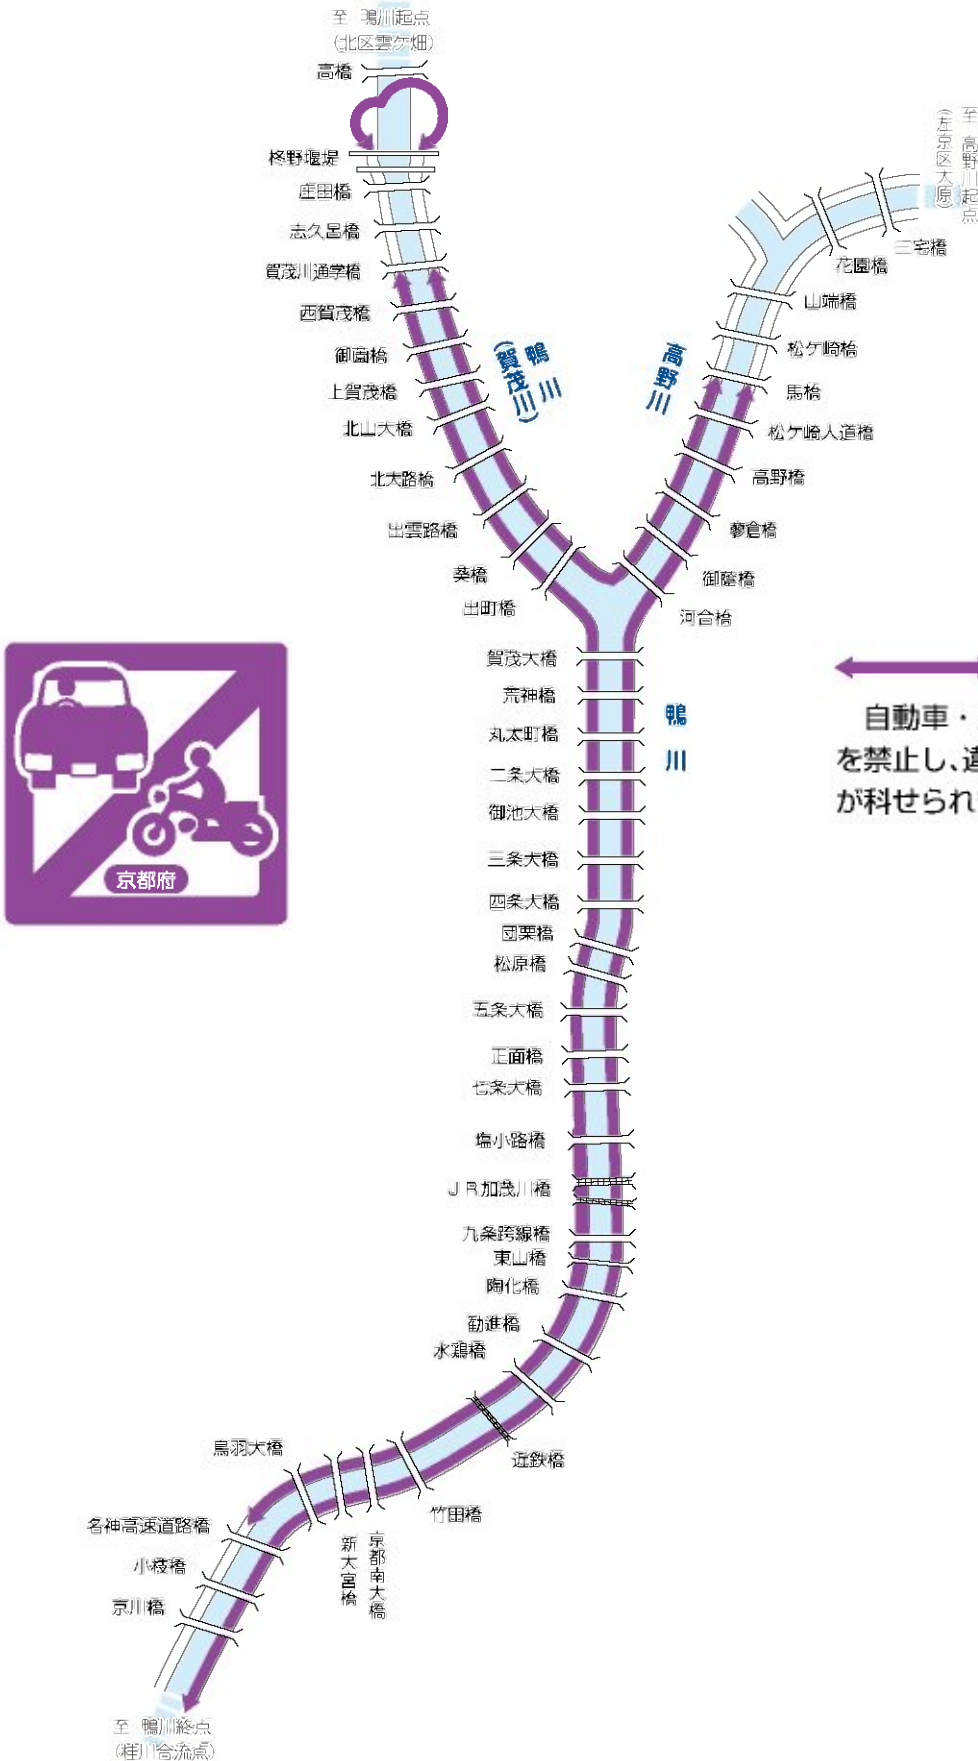 至 鴨川起点
(北区雲ケ畑)
高橋
柊野堰堤
庄田橋
志久呂橋
賀茂川通学橋
西賀茂橋
御薗橋
上賀茂橋
北山大橋
北大路橋
出雲路橋
葵橋
出町橋
鴨川
(賀茂川)
高野川
至 高野川起点
(左京区大原)
三宅橋
花園橋
山端橋
松ケ崎橋
馬橋
松ケ崎人道橋
高野橋
蓼倉橋
御蔭橋
河合橋
賀茂大橋
荒神橋
丸太町橋
二条大橋
御池大橋
三条大橋
四条大橋
団栗橋
松原橋
五条大橋
正面橋
七条大橋
塩小路橋
JR加茂川橋
九条跨線橋
東山橋
陶化橋
勧進橋
水鶏橋
鴨川
京都府
自動車・
を禁止し、違
が科せられ
近鉄橋
竹田橋
京都南大橋
新大宮橋
鳥羽大橋
名神高速道路橋
小枝橋
京川橋
至 鴨川終点
(桂川合流点)